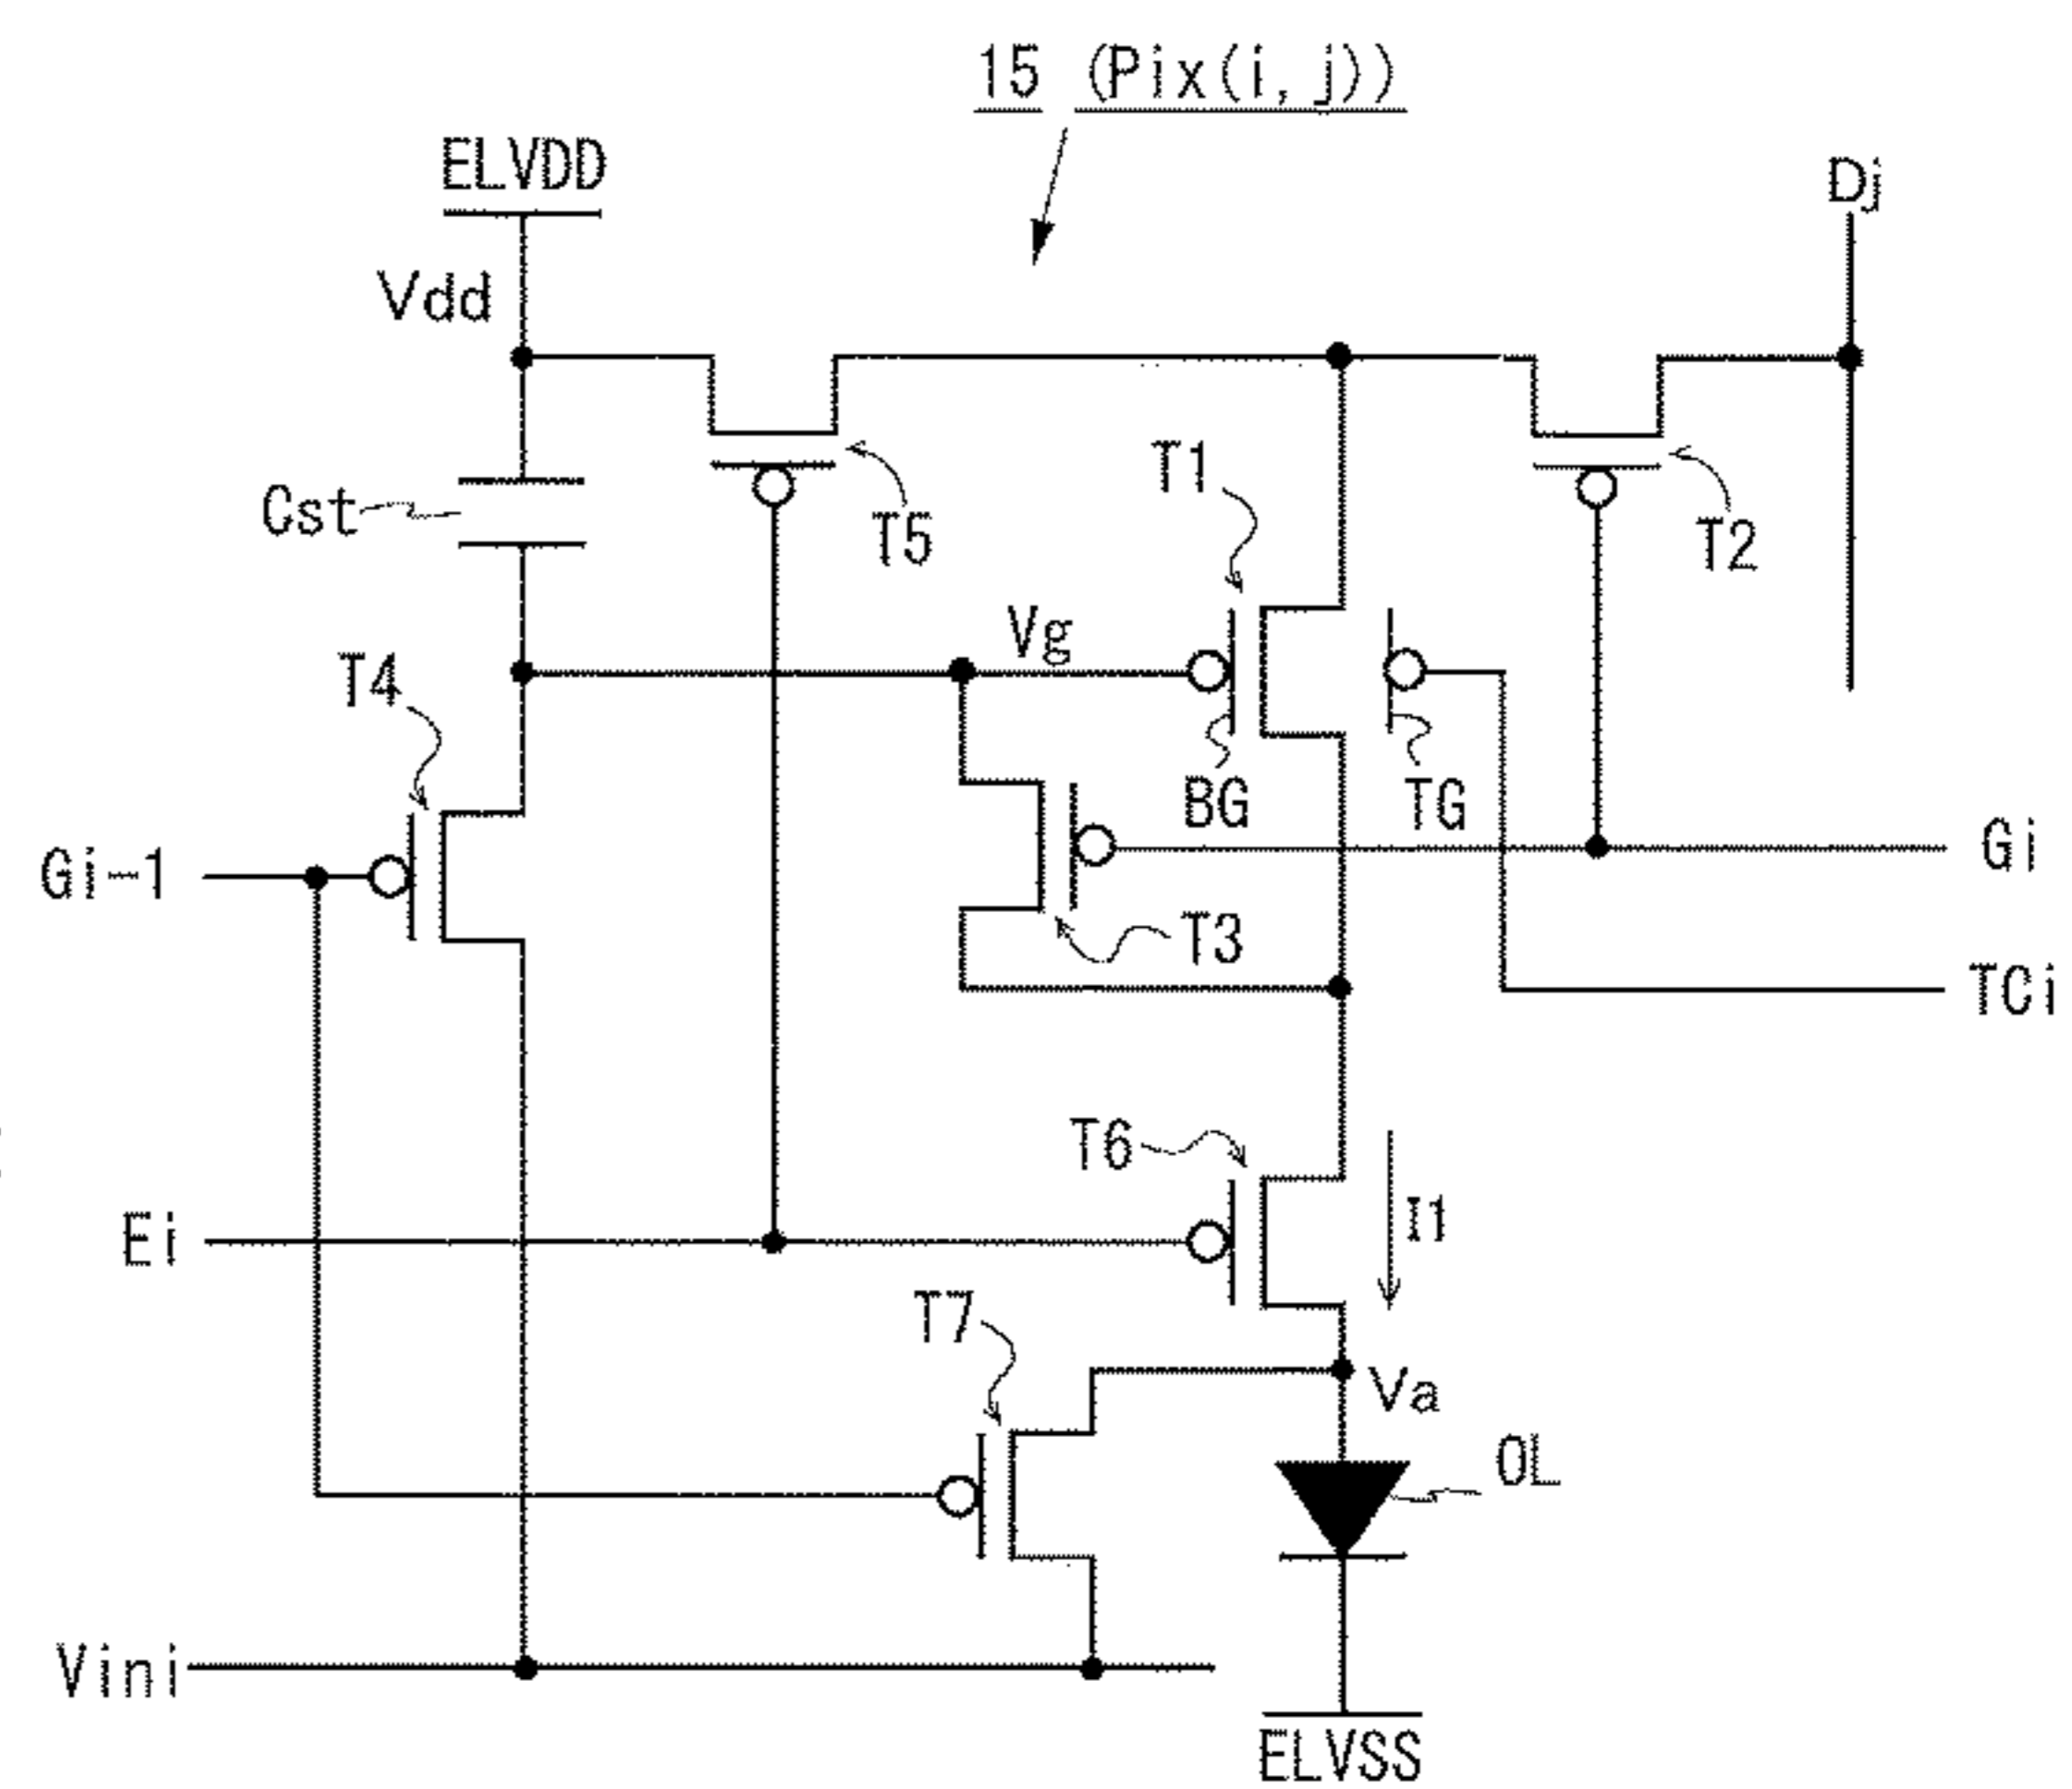 15 (Pix(i, j))
ELVDD
Dj
Vdd
T1
Cst
T5
T2
Vg
T4
BG
TG
Gi-1
Gi
T3
TCi
T6
I1
Ei
T7
Va
OL
Vini
ELVSS